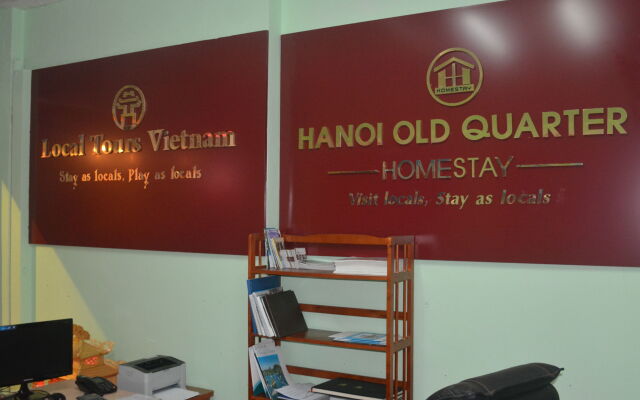 Local Tours Vietnam
Stay as locals, Play as locals
HOMESTAY
HANOI OLD QUARTER
HOMESTAY
Visit locals, Stay as locals